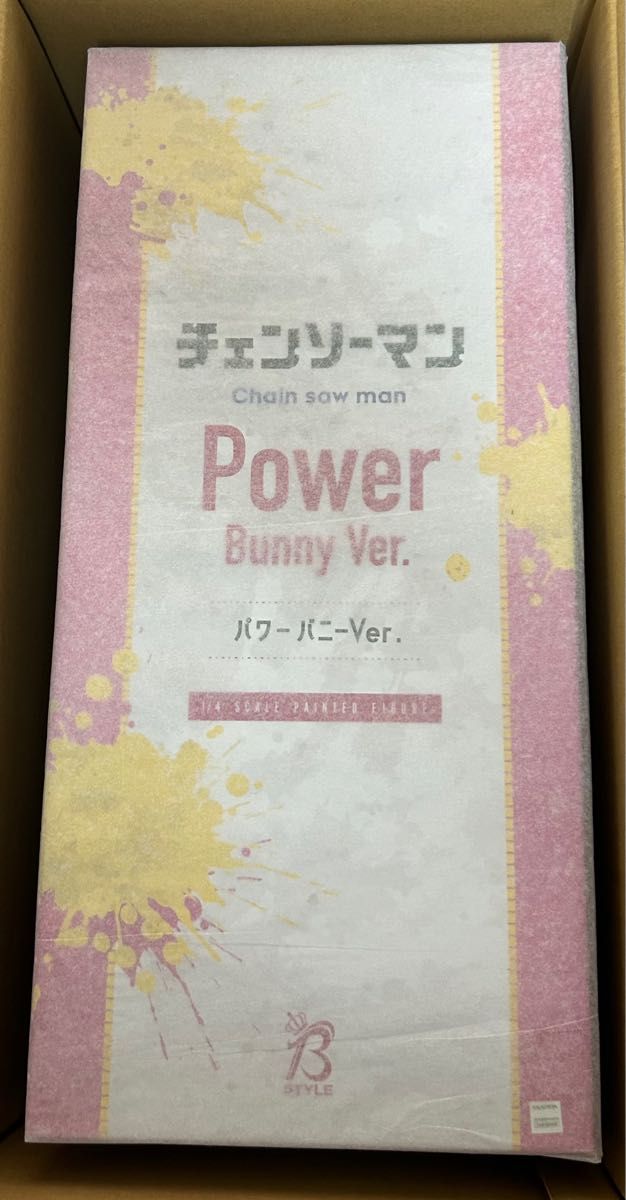 チェンソーマン
Chain saw man
Power
Bunny Ver.
パワー バニーVer.
1/4 SCALE PAINTED FIGURE
B
STYLE